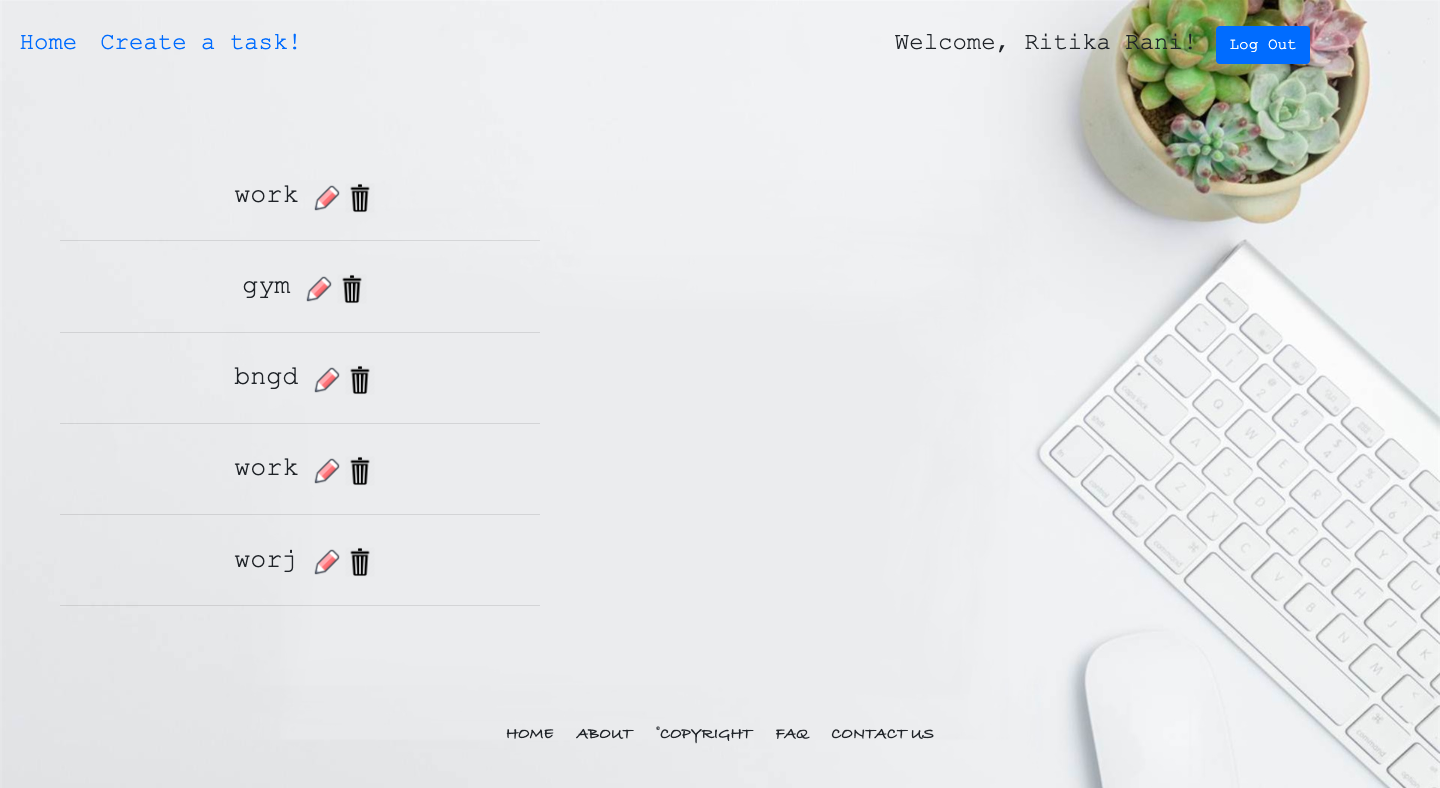 Home Create a task! Welcome, Ritika Rani! Log Out
work
gym
bngd
work
worj
HOME ABOUT ©COPYRIGHT FAQ CONTACT US